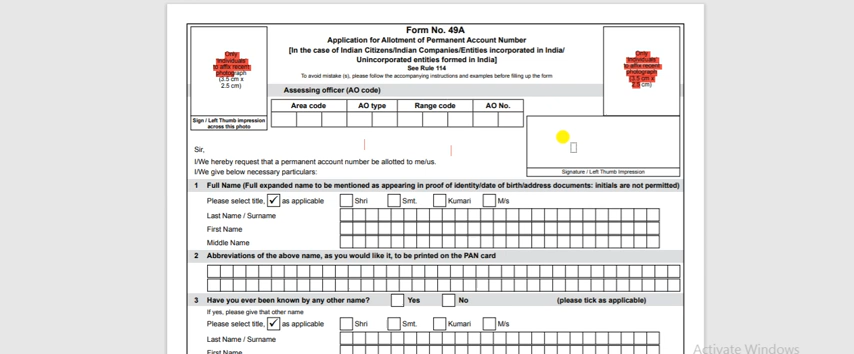 Form No. 49A
Application for Allotment of Permanent Account Number
[In the case of Indian Citizens/Indian Companies/Entities incorporated in India/
Unincorporated entities formed in India]
See Rule 114
To avoid mistake (s), please follow the accompanying instructions and examples before filling up the form
Only
Individuals
to affix recent
photograph
(3.5 cm x
2.5 cm)
Only
Individuals
to affix recent
photograph
(3.5 cm x
2.5 cm)
Assessing officer (AO code)
Area code AO type Range code AO No.
Sign / Left Thumb impression
across this photo
Sir,
I/We hereby request that a permanent account number be allotted to me/us.
I/We give below necessary particulars:
Signature / Left Thumb Impression
1 Full Name (Full expanded name to be mentioned as appearing in proof of identity/date of birth/address documents: initials are not permitted)
Please select title, ✓ as applicable Shri Smt. Kumari M/s
Last Name / Surname
First Name
Middle Name
2 Abbreviations of the above name, as you would like it, to be printed on the PAN card
3 Have you ever been known by any other name? Yes No (please tick as applicable)
If yes, please give that other name
Please select title, ✓ as applicable Shri Smt. Kumari M/s
Last Name / Surname
First Name
Activate Windows